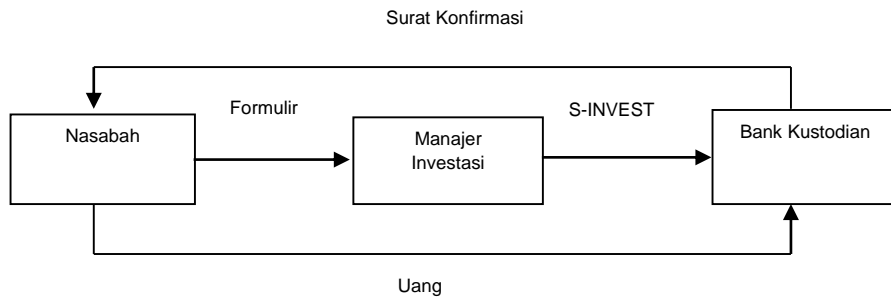 Surat Konfirmasi
Formulir
S-INVEST
Nasabah
Manajer
Investasi
Bank Kustodian
Uang